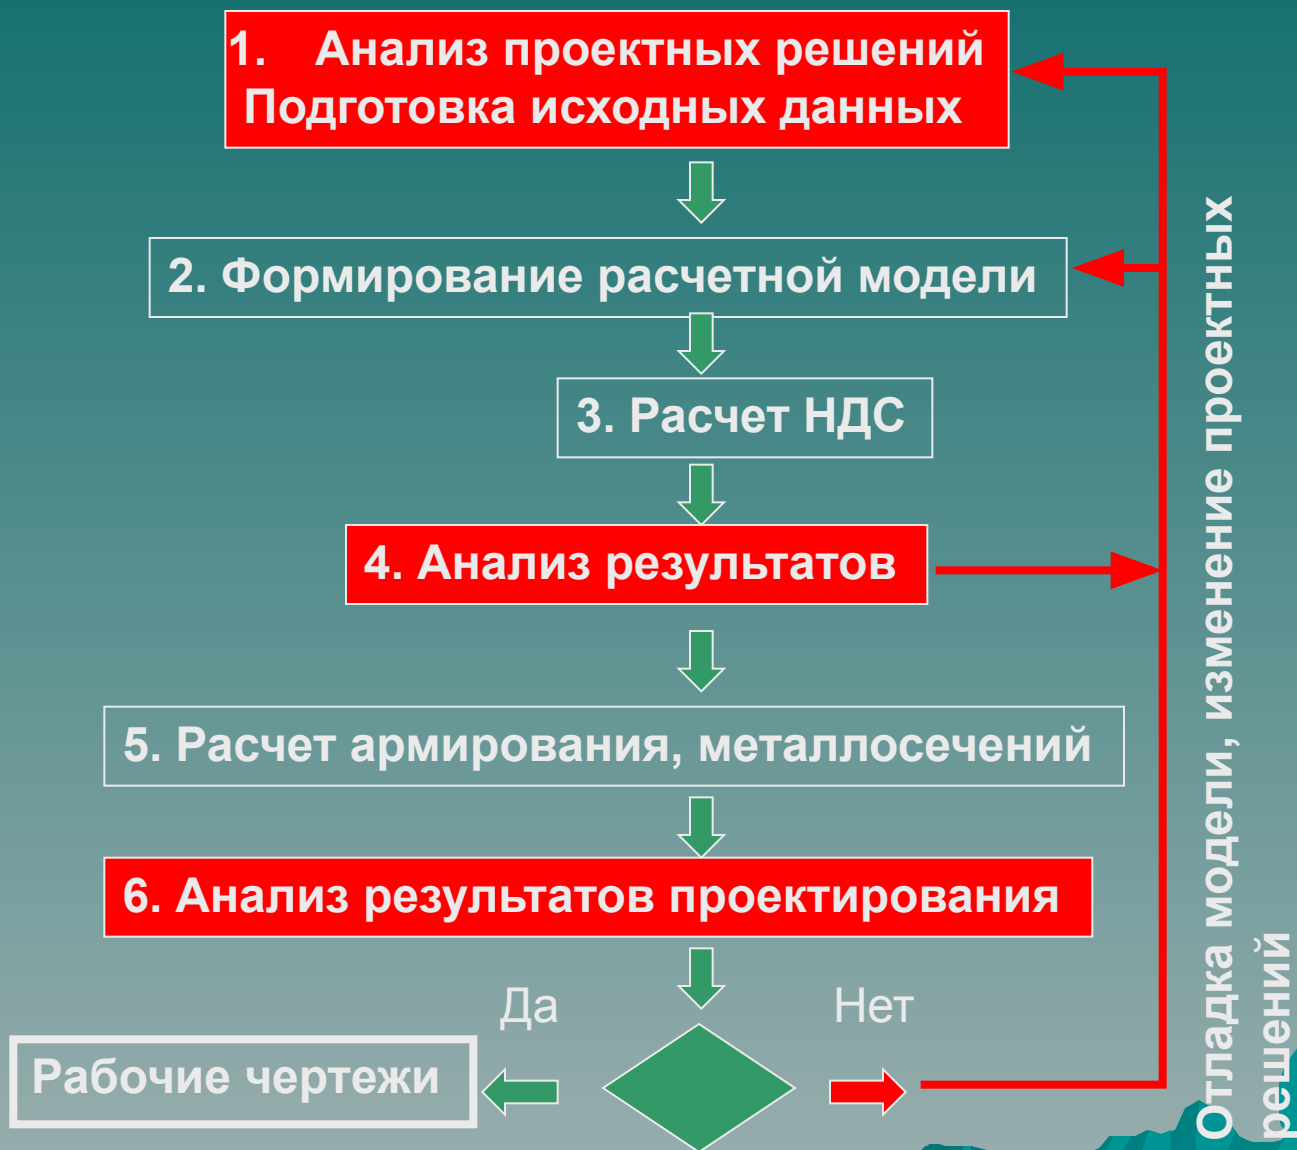 1. Анализ проектных решений
Подготовка исходных данных
2. Формирование расчетной модели
3. Расчет НДС
4. Анализ результатов
5. Расчет армирования, металлосечений
6. Анализ результатов проектирования
Да
Нет
Рабочие чертежи
Отладка модели, изменение проектных
решений